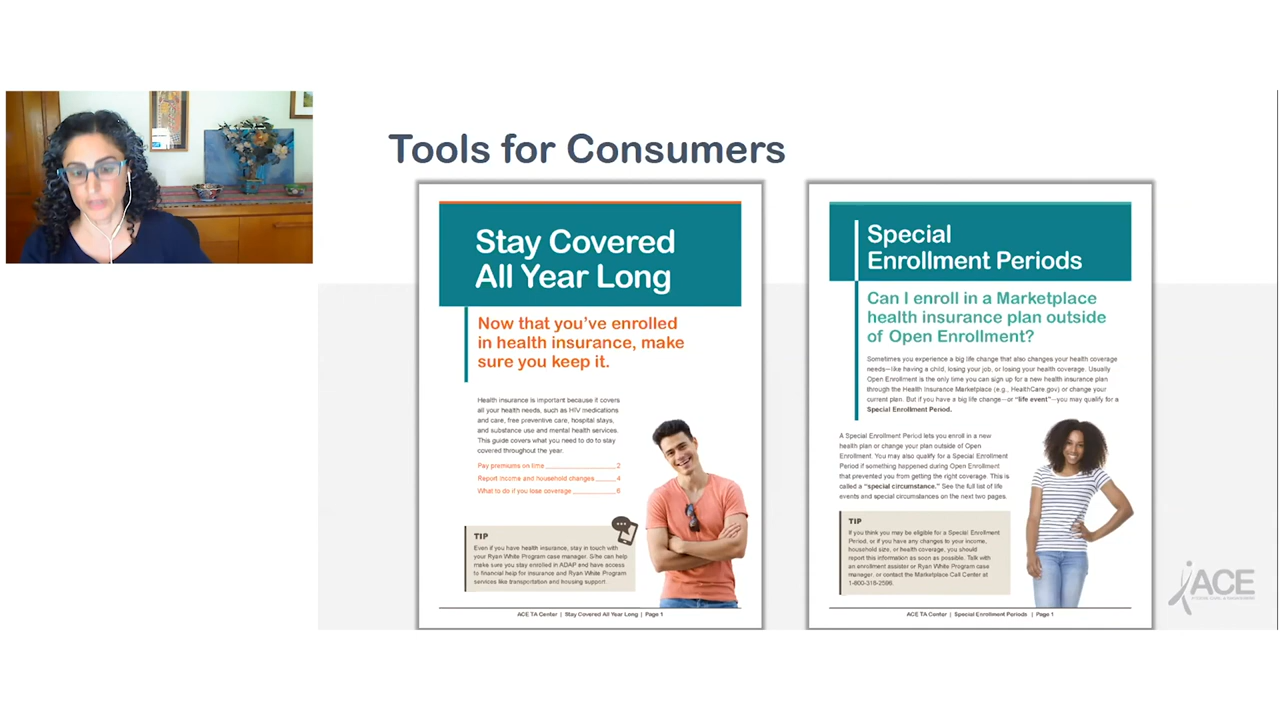 Tools for Consumers
Stay Covered
All Year Long
Now that you've enrolled
in health insurance, make
sure you keep it.
Health insurance is important because it covers
all your health needs, such as HIV medications
and care, free preventive care, hospital stays,
and substance use and mental health services.
This guide covers what you need to do to stay
covered throughout the year.
Pay premiums on time 2
Report income and household changes 4
What to do if you lose coverage 6
TIP
Even if you have health insurance, stay in touch with
your Ryan White Program case manager. S/he can help
make sure you stay enrolled in ADAP and have access
to financial help for insurance and Ryan White Program
services like transportation and housing support.
ACE TA Center | Stay Covered All Year Long | Page 1
Special
Enrollment Periods
Can I enroll in a Marketplace
health insurance plan outside
of Open Enrollment?
Sometimes you experience a big life change that also changes your health coverage
needs—like having a child, losing your job, or losing your health coverage. Usually
Open Enrollment is the only time you can sign up for a new health insurance plan
through the Health Insurance Marketplace (e.g., HealthCare.gov) or change your
current plan. But if you have a big life change—or "life event"—you may qualify for a
Special Enrollment Period.
A Special Enrollment Period lets you enroll in a new
health plan or change your plan outside of Open
Enrollment. You may also qualify for a Special Enrollment
Period if something happened during Open Enrollment
that prevented you from getting the right coverage. This is
called a "special circumstance." See the full list of life
events and special circumstances on the next two pages.
TIP
If you think you may be eligible for a Special Enrollment
Period, or if you have any changes to your income,
household size, or health coverage, you should
report this information as soon as possible. Talk with
an enrollment assister or Ryan White Program case
manager, or contact the Marketplace Call Center at
1-800-318-2596.
ACE TA Center | Special Enrollment Periods | Page 1
ACE